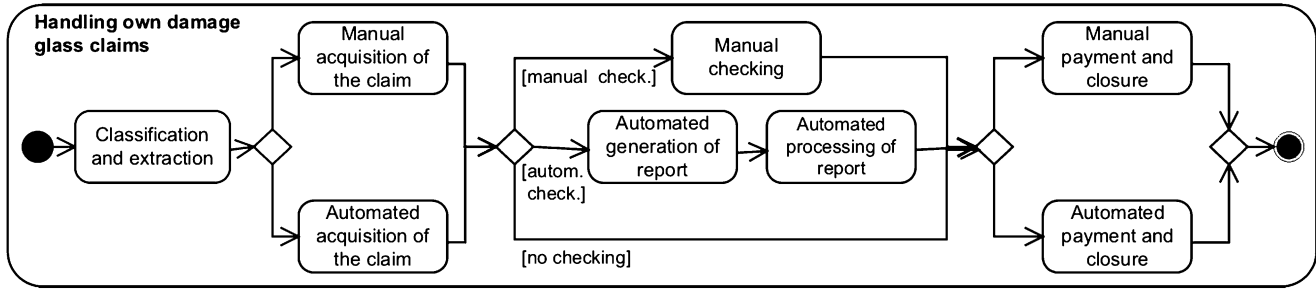 Handling own damage
glass claims
Classification
and extraction
Manual
acquisition of
the claim
Automated
acquisition of
the claim
[manual check.]
Manual
checking
[autom.
check.]
Automated
generation of
report
Automated
processing of
report
[no checking]
Manual
payment and
closure
Automated
payment and
closure